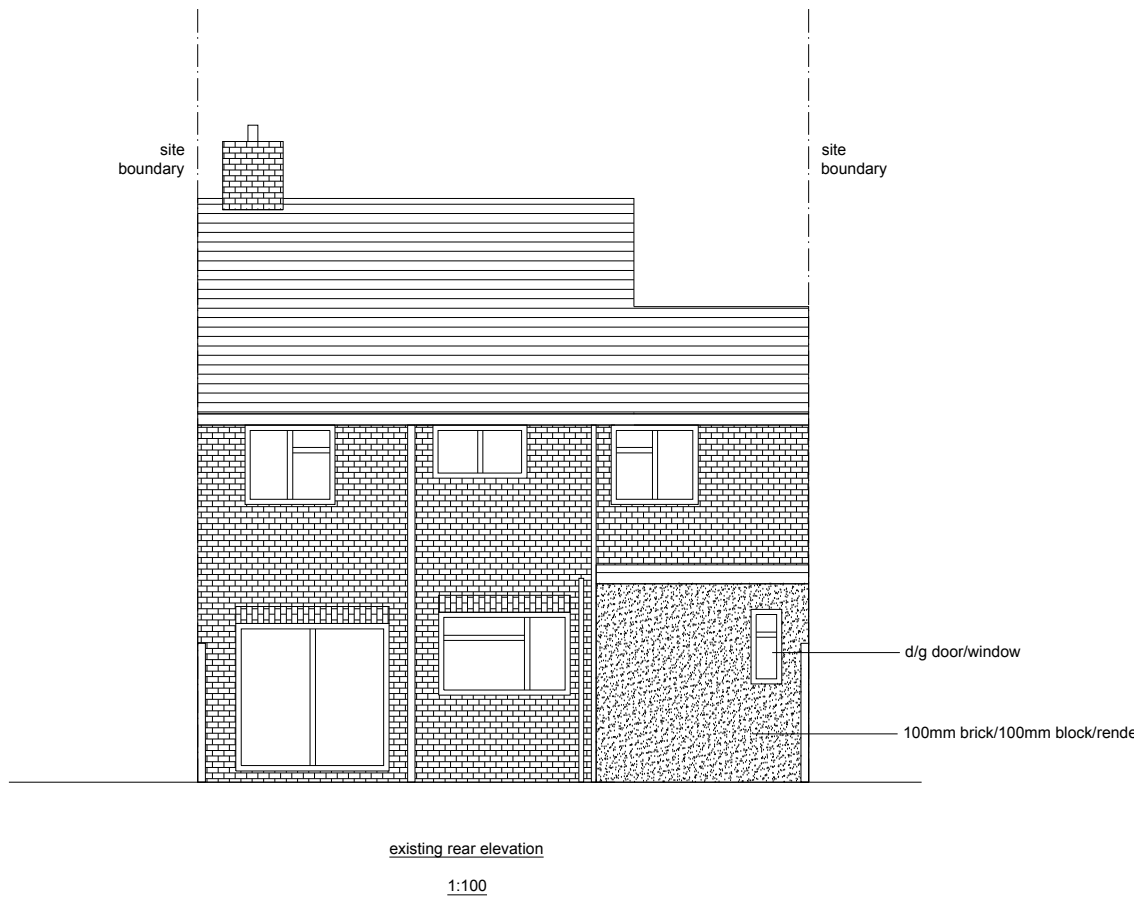 site
boundary
site
boundary
d/g door/window
100mm brick/100mm block/rende
existing rear elevation
1:100